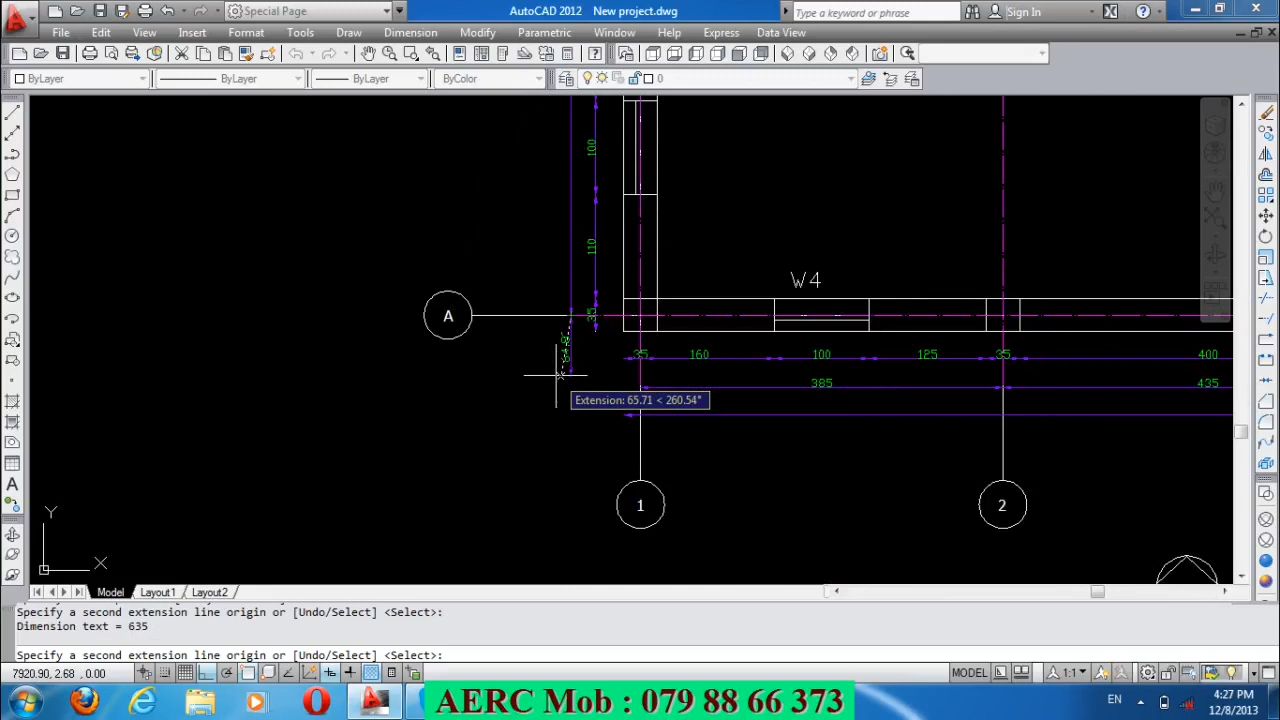 Special Page
AutoCAD 2012 New project.dwg
Type a keyword or phrase
Sign In
File Edit View Insert Format Tools Draw Dimension Modify Parametric Window Help Express Data View
ByLayer ByLayer ByLayer ByColor 0
100
110
W4
A
35
35 160 100 125 35 400
385 435
Extension: 65.71 < 260.54°
1 2
Y
X
Model Layout1 Layout2
Specify a second extension line origin or [Undo/Select] <Select>:
Dimension text = 635
Specify a second extension line origin or [Undo/Select] <Select>:
7920.90, 2.68, 0.00
MODEL
1:1
AERC Mob : 079 88 66 373
EN
4:27 PM
12/8/2013